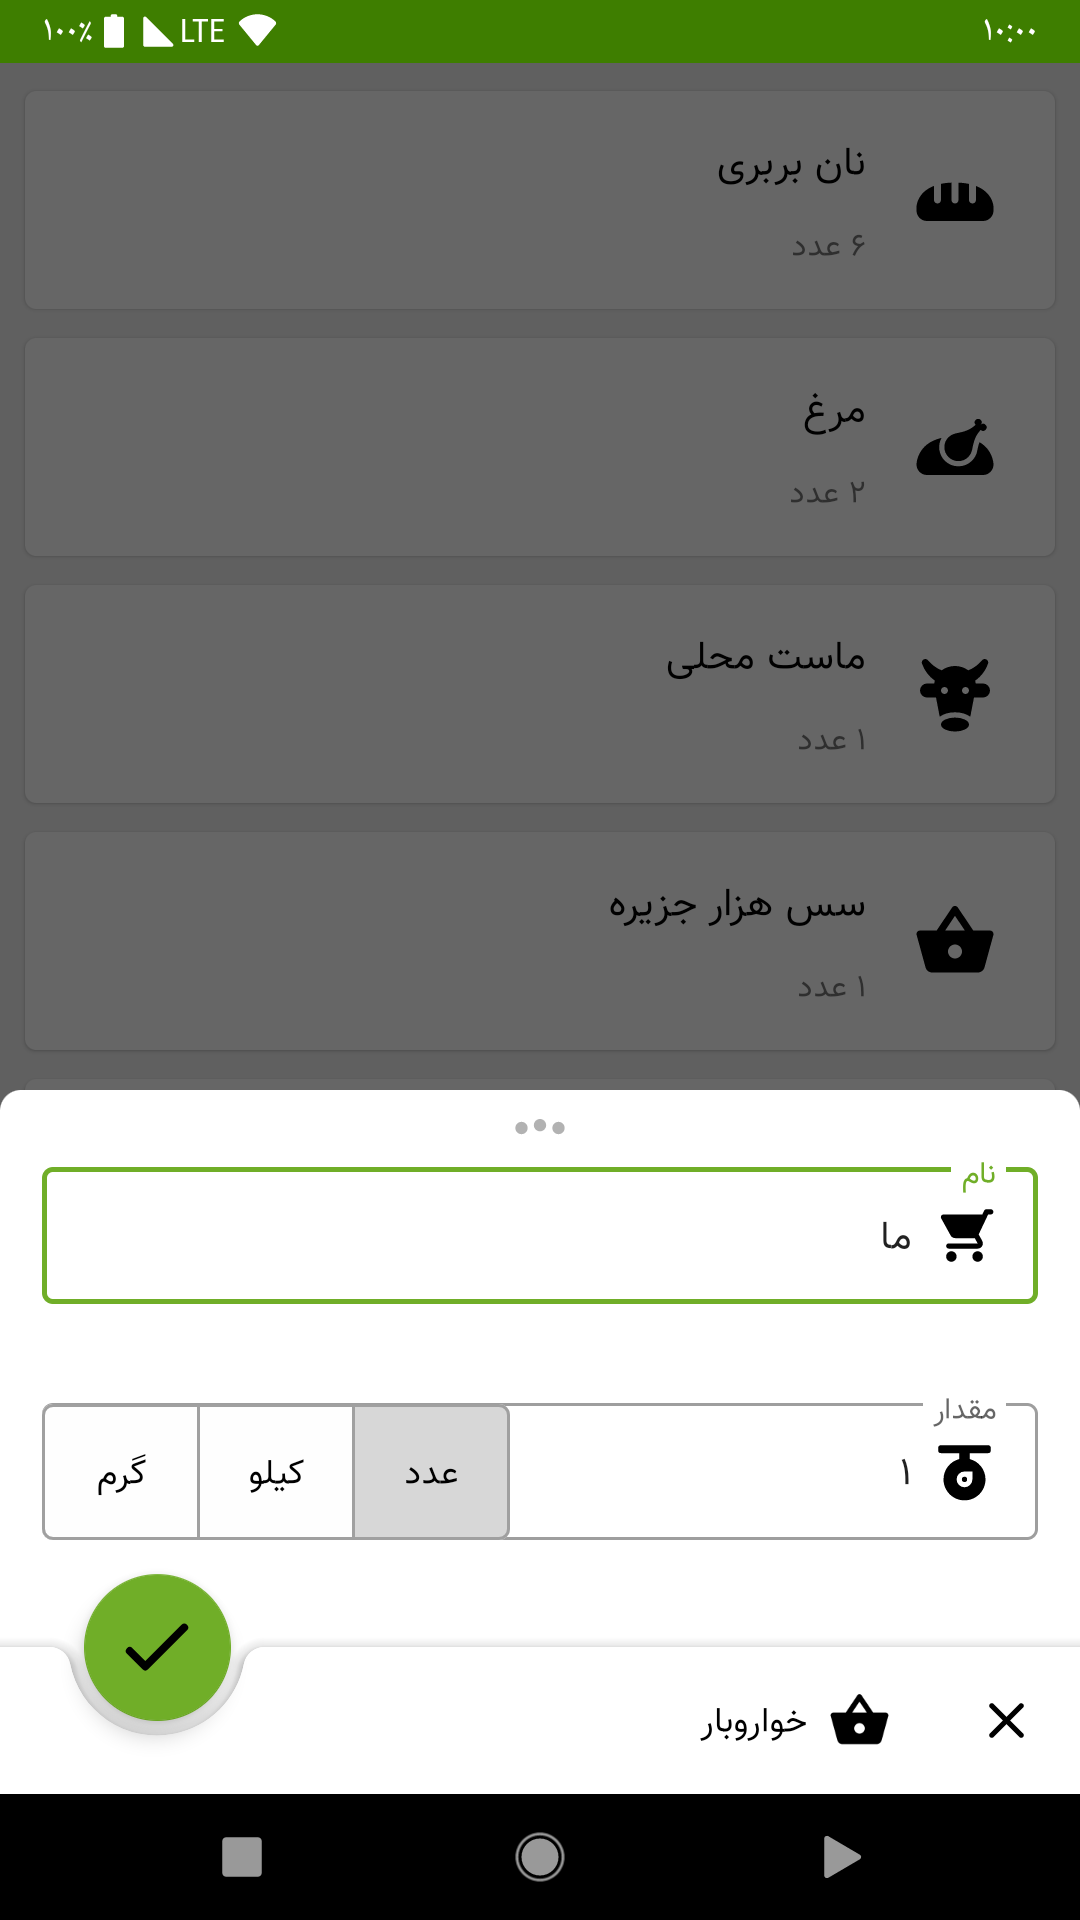 ۱۰:۰۰ LTE ۱۰۰٪
نان بربری
۶ عدد
مرغ
۲ عدد
ماست محلی
۱ عدد
سس هزار جزیره
۱ عدد
نام
ما
مقدار
۱ عدد کیلو گرم
خواروبار